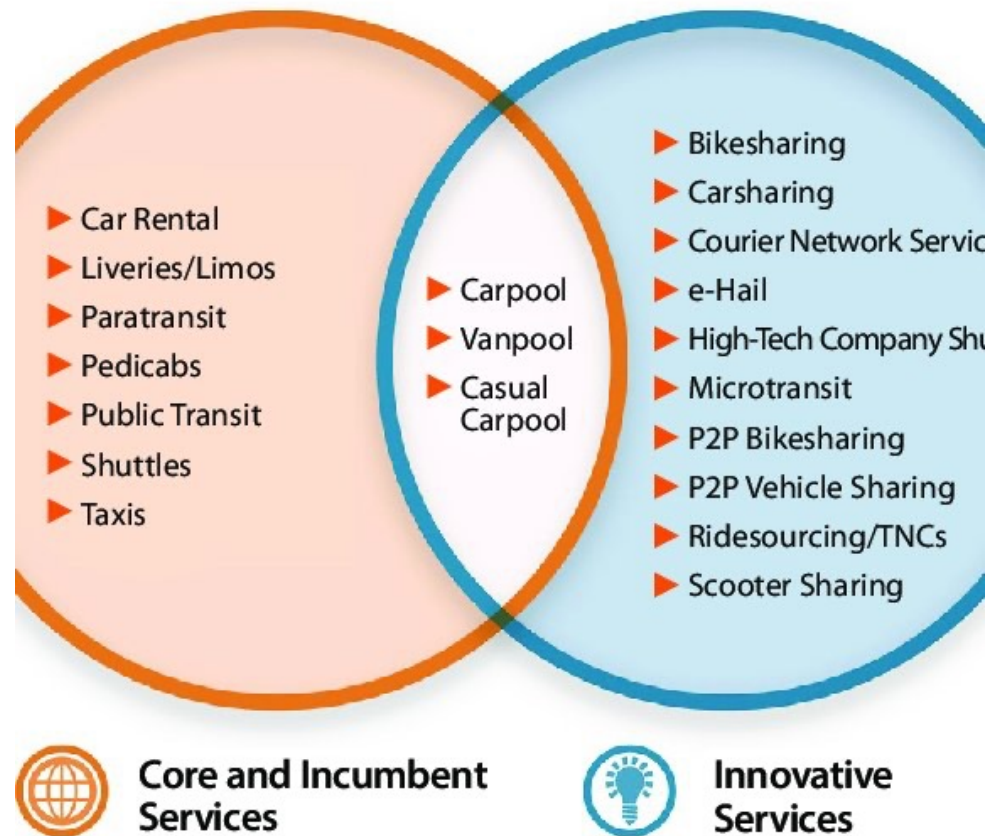 Car Rental
Liveries/Limos
Paratransit
Pedicabs
Public Transit
Shuttles
Taxis
Carpool
Vanpool
Casual
Carpool
Bikesharing
Carsharing
Courier Network
e-Hail
High-Tech Company
Microtransit
P2P Bikesharing
P2P Vehicle Sharing
Ridesourcing/TNCs
Scooter Sharing
Core and Incumbent
Services
Innovative
Services